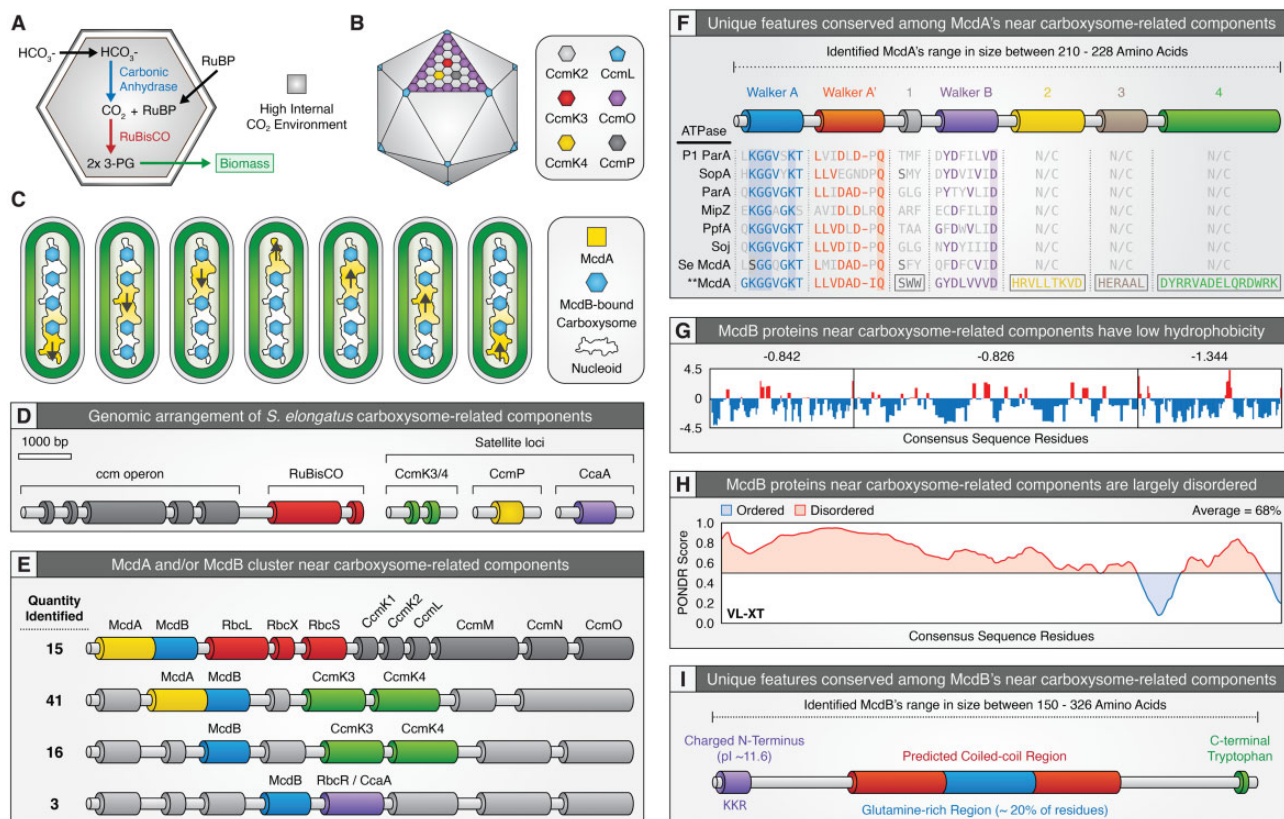 A
HCO₃-
HCO₃-
RuBP
Carbonic
Anhydrase
CO₂ + RuBP
RuBisCO
2x 3-PG
Biomass
High Internal
CO₂ Environment
B
CcmK2
CcmL
CcmK3
CcmO
CcmK4
CcmP
C
McdA
McdB-bound
Carboxysome
Nucleoid
D
Genomic arrangement of S. elongatus carboxysome-related components
1000 bp
Satellite loci
ccm operon
RuBisCO
CcmK3/4
CcmP
CcaA
E
McdA and/or McdB cluster near carboxysome-related components
Quantity
Identified
McdA
McdB
RbcL
RbcX
RbcS
CcmK1
CcmK2
CcmL
CcmM
CcmN
CcmO
15
McdA
McdB
CcmK3
CcmK4
41
McdB
CcmK3
CcmK4
16
McdB
RbcR / CcaA
3
F
Unique features conserved among McdA's near carboxysome-related components
Identified McdA's range in size between 210 - 228 Amino Acids
Walker A
Walker A'
1
Walker B
2
3
4
ATPase
P1 ParA LKGGVSKT LVIDLD-PQ TMF DYDFILVD N/C N/C N/C
SopA HKGGVYKT LLVEGNDPQ SMY DYDVIVID N/C N/C N/C
ParA QKGGVGKT LLIDAD-PQ GLG PYTYVLID N/C N/C N/C
MipZ EKGGAGKS AVIDLDLRQ ARF ECDFILID N/C N/C N/C
PpfA LKGGVGKT LLVDLD-PQ TAA GFDWVLID N/C N/C N/C
Soj QKGGVGKT LLVDID-PQ GLG NYDYIIID N/C N/C N/C
Se McdA LSGGQGKT LMIDAD-PQ SFY QFDFCVID N/C N/C N/C
**McdA GKGGVGKT LLVDAD-IQ SWW GYDLVVVD HRVLLTKVD HERAAL DYRRVADELQRDWRK
G
McdB proteins near carboxysome-related components have low hydrophobicity
-0.842
-0.826
-1.344
4.5
0
-4.5
Consensus Sequence Residues
H
McdB proteins near carboxysome-related components are largely disordered
Ordered
Disordered
Average = 68%
PONDR Score
1.0
0.8
0.6
0.4
0.2
0.0
VL-XT
Consensus Sequence Residues
I
Unique features conserved among McdB's near carboxysome-related components
Identified McdB's range in size between 150 - 326 Amino Acids
Charged N-Terminus
(pI ~11.6)
Predicted Coiled-coil Region
C-terminal
Tryptophan
KKR
Glutamine-rich Region (~ 20% of residues)